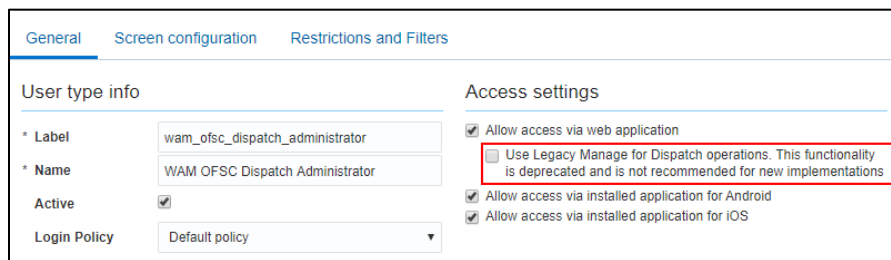 General Screen configuration Restrictions and Filters
User type info
* Label wam_ofsc_dispatch_administrator
* Name WAM OFSC Dispatch Administrator
Active
Login Policy Default policy
Access settings
Allow access via web application
Use Legacy Manage for Dispatch operations. This functionality
is deprecated and is not recommended for new implementations
Allow access via installed application for Android
Allow access via installed application for iOS